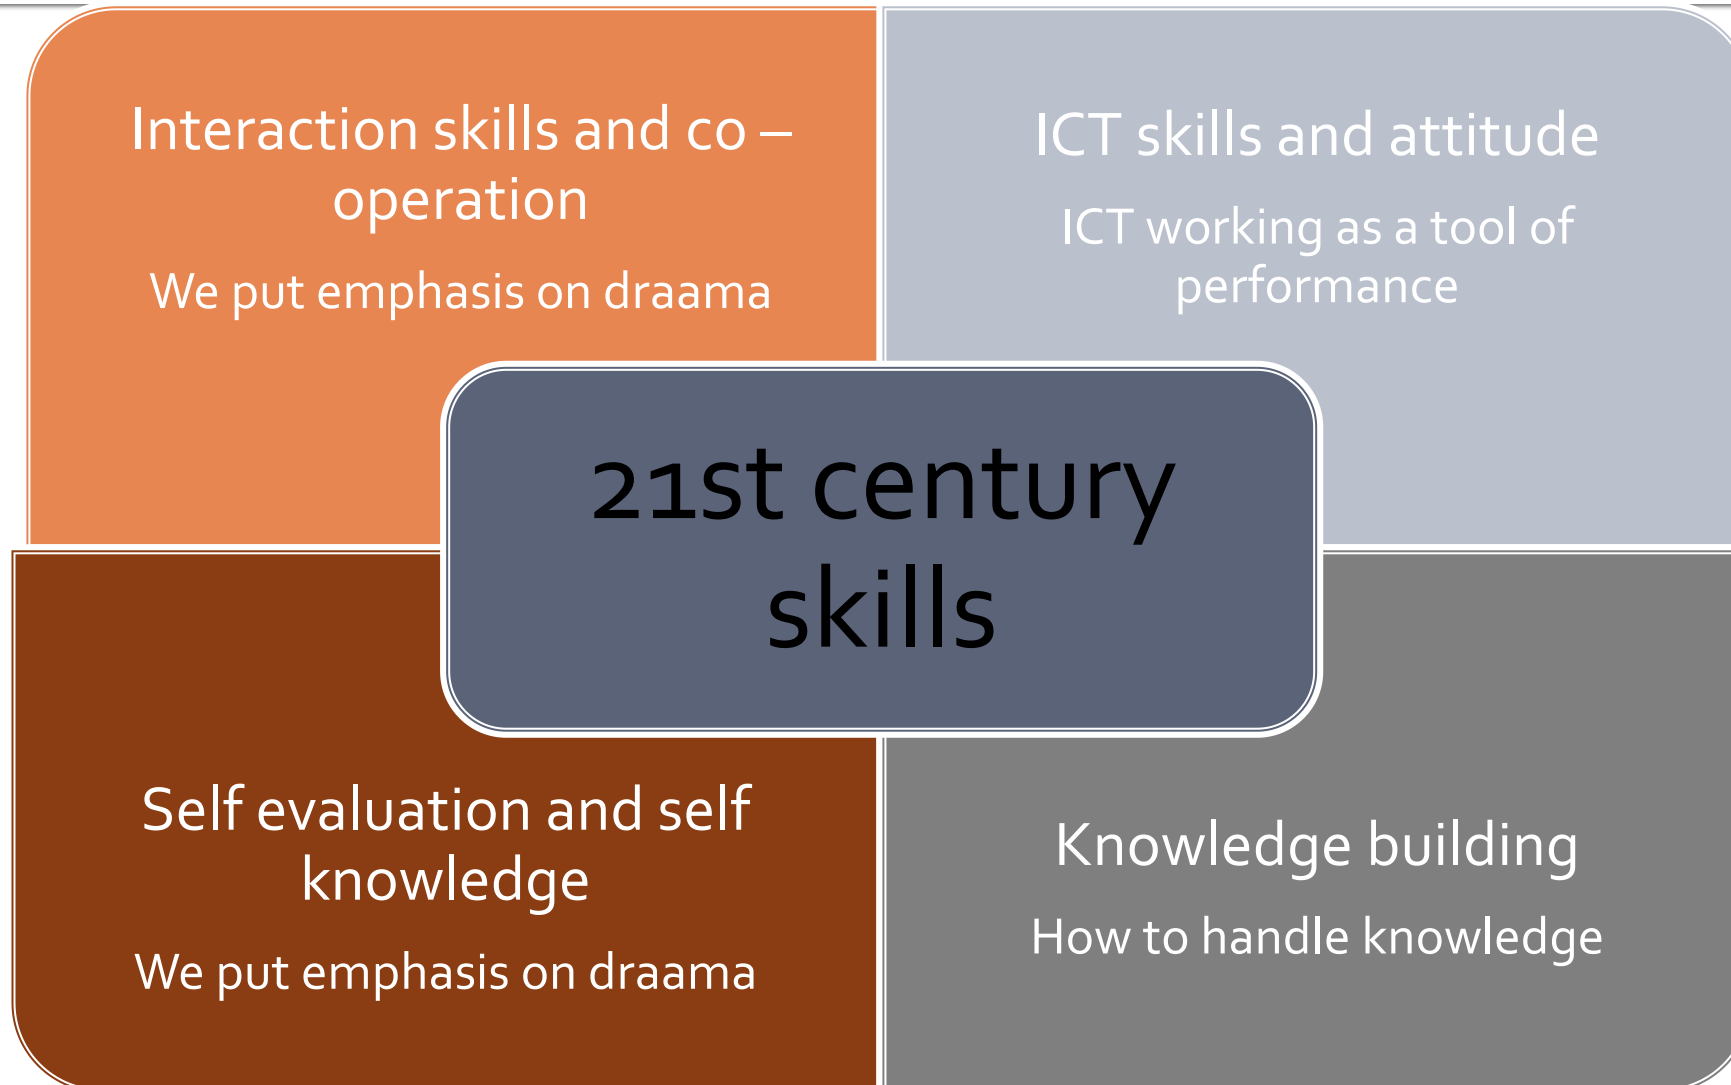 Interaction skills and co –
operation
We put emphasis on draama
ICT skills and attitude
ICT working as a tool of
performance
21st century
skills
Self evaluation and self
knowledge
We put emphasis on draama
Knowledge building
How to handle knowledge